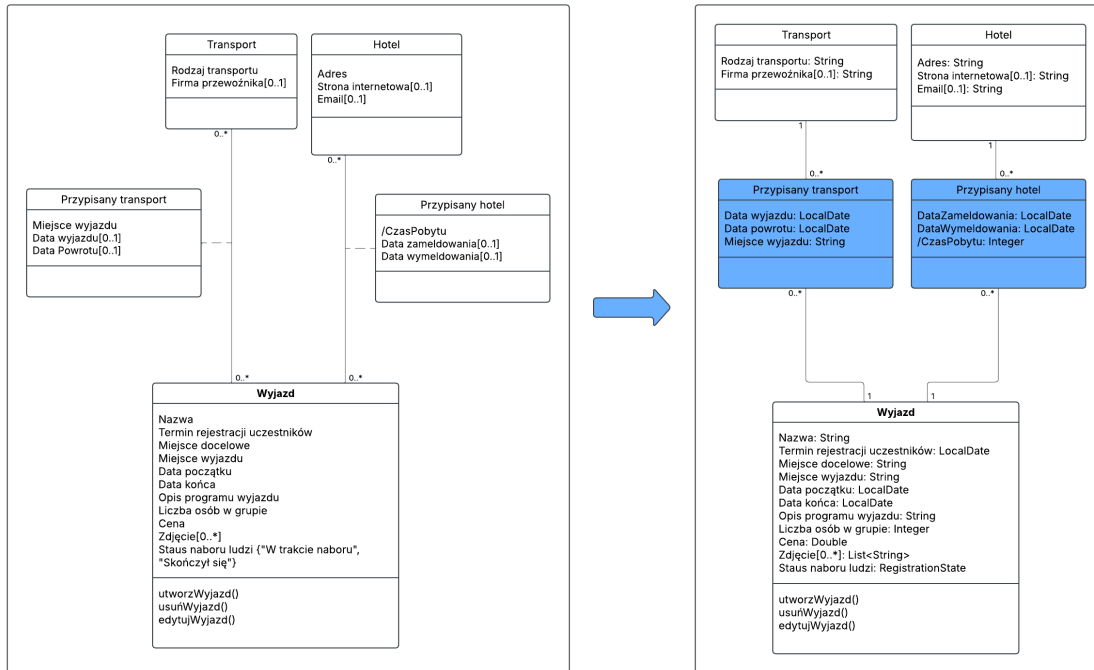 Transport
Rodzaj transportu
Firma przewoźnika[0..1]
0..*
Hotel
Adres
Strona internetowa[0..1]
Email[0..1]
0..*
Przypisany transport
Miejsce wyjazdu
Data wyjazdu[0..1]
Data Powrotu[0..1]
Przypisany hotel
/CzasPobytu
Data zameldowania[0..1]
Data wymeldowania[0..1]
0..*
0..*
Wyjazd
Nazwa
Termin rejestracji uczestników
Miejsce docelowe
Miejsce wyjazdu
Data początku
Data końca
Opis programu wyjazdu
Liczba osób w grupie
Cena
Zdjęcie[0..*]
Staus naboru ludzi {"W trakcie naboru",
"Skończył się"}
utworzWyjazd()
usuńWyjazd()
edytujWyjazd()
Transport
Rodzaj transportu: String
Firma przewoźnika[0..1]: String
1
0..*
Hotel
Adres: String
Strona internetowa[0..1]: String
Email[0..1]: String
1
0..*
Przypisany transport
Data wyjazdu: LocalDate
Data powrotu: LocalDate
Miejsce wyjazdu: String
0..*
Przypisany hotel
DataZameldowania: LocalDate
DataWymeldowania: LocalDate
/CzasPobytu: Integer
0..*
1
1
Wyjazd
Nazwa: String
Termin rejestracji uczestników: LocalDate
Miejsce docelowe: String
Miejsce wyjazdu: String
Data początku: LocalDate
Data końca: LocalDate
Opis programu wyjazdu: String
Liczba osób w grupie: Integer
Cena: Double
Zdjęcie[0..*]: List<String>
Staus naboru ludzi: RegistrationState
utworzWyjazd()
usuńWyjazd()
edytujWyjazd()